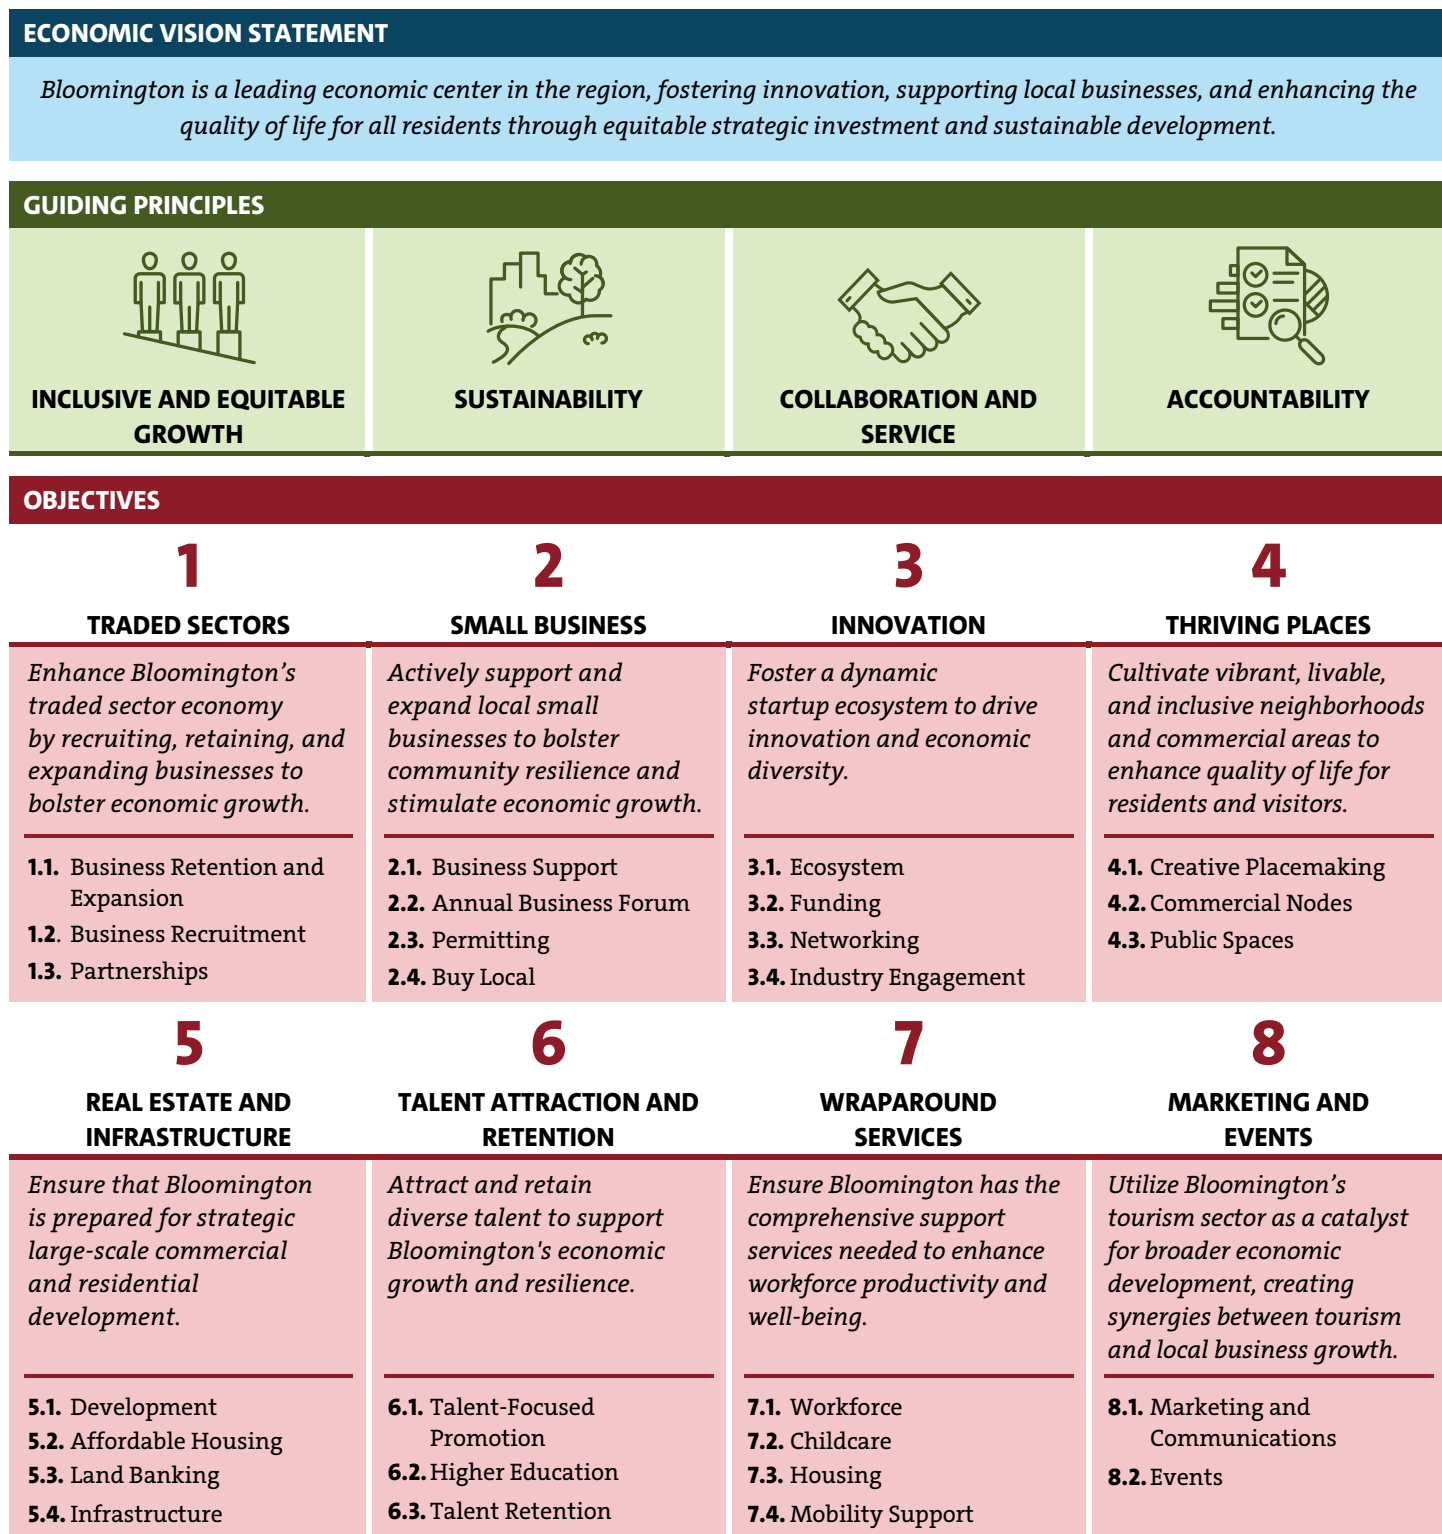 ECONOMIC VISION STATEMENT
Bloomington is a leading economic center in the region, fostering innovation, supporting local businesses, and enhancing the
quality of life for all residents through equitable strategic investment and sustainable development.
GUIDING PRINCIPLES
INCLUSIVE AND EQUITABLE
GROWTH
SUSTAINABILITY
COLLABORATION AND
SERVICE
ACCOUNTABILITY
OBJECTIVES
1
TRADED SECTORS
Enhance Bloomington’s
traded sector economy
by recruiting, retaining, and
expanding businesses to
bolster economic growth.
1.1. Business Retention and
Expansion
1.2. Business Recruitment
1.3. Partnerships
2
SMALL BUSINESS
Actively support and
expand local small
businesses to bolster
community resilience and
stimulate economic growth.
2.1. Business Support
2.2. Annual Business Forum
2.3. Permitting
2.4. Buy Local
3
INNOVATION
Foster a dynamic
startup ecosystem to drive
innovation and economic
diversity.
3.1. Ecosystem
3.2. Funding
3.3. Networking
3.4. Industry Engagement
4
THRIVING PLACES
Cultivate vibrant, livable,
and inclusive neighborhoods
and commercial areas to
enhance quality of life for
residents and visitors.
4.1. Creative Placemaking
4.2. Commercial Nodes
4.3. Public Spaces
5
REAL ESTATE AND
INFRASTRUCTURE
Ensure that Bloomington
is prepared for strategic
large-scale commercial
and residential
development.
5.1. Development
5.2. Affordable Housing
5.3. Land Banking
5.4. Infrastructure
6
TALENT ATTRACTION AND
RETENTION
Attract and retain
diverse talent to support
Bloomington's economic
growth and resilience.
6.1. Talent-Focused
Promotion
6.2. Higher Education
6.3. Talent Retention
7
WRAPAROUND
SERVICES
Ensure Bloomington has the
comprehensive support
services needed to enhance
workforce productivity and
well-being.
7.1. Workforce
7.2. Childcare
7.3. Housing
7.4. Mobility Support
8
MARKETING AND
EVENTS
Utilize Bloomington’s
tourism sector as a catalyst
for broader economic
development, creating
synergies between tourism
and local business growth.
8.1. Marketing and
Communications
8.2. Events